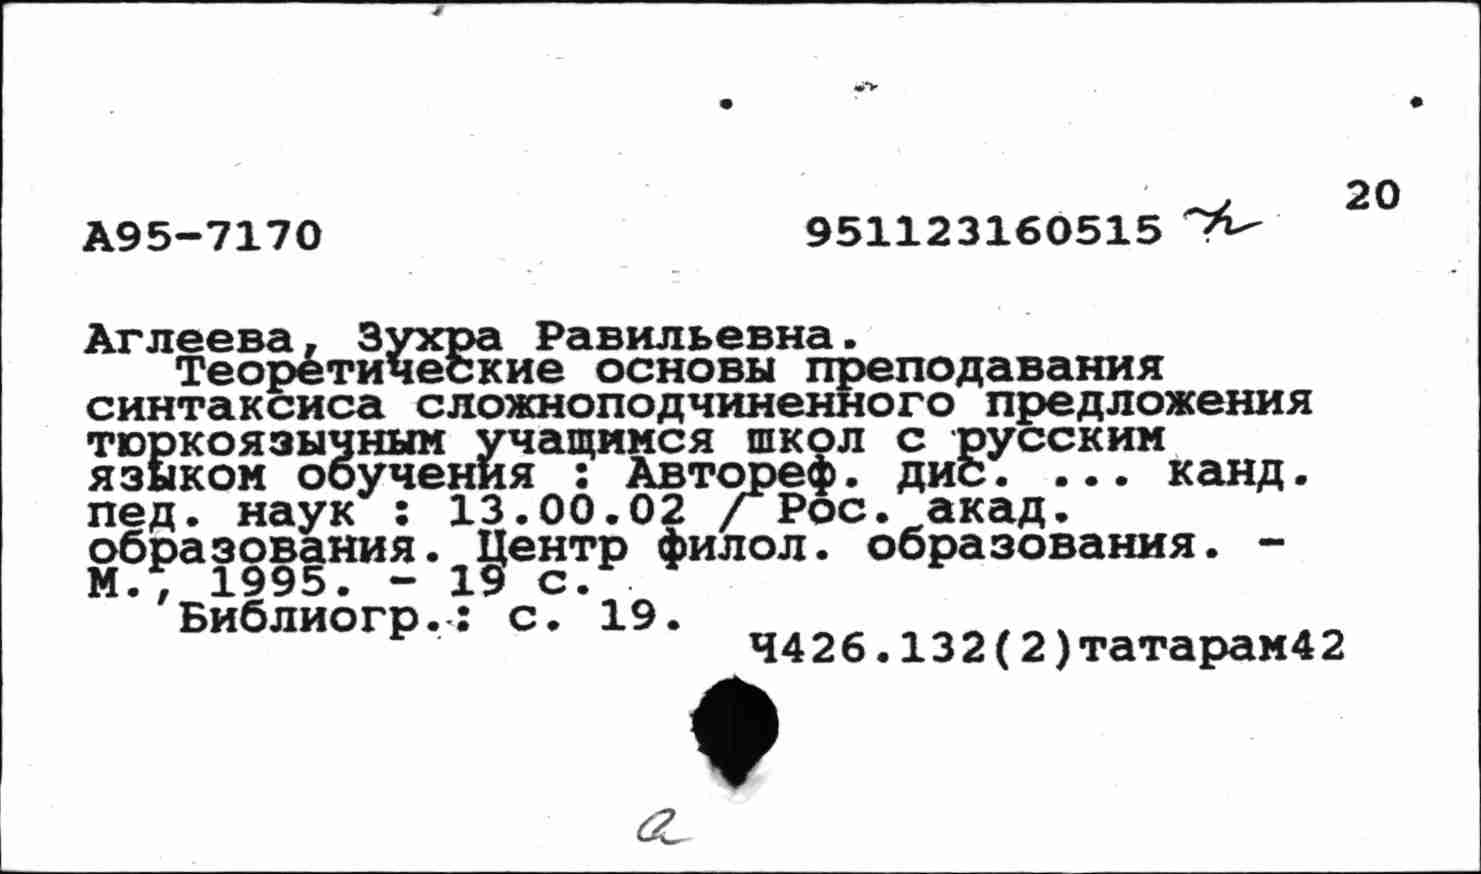 20
А95-7170 951123160515
Аглеева, Зухра Равильевна.
Теоретические основы преподавания
синтаксиса сложноподчиненного предложения
тюркоязычным учащимся школ с русским
языком обучения : Автореф. дис. ... канд.
пед. наук : 13.00.02 / Рос. акад.
образования. Центр филол. образования. -
М., 1995. - 19 с.
Библиогр.: с. 19.
Ч426.132(2)татарам42
а